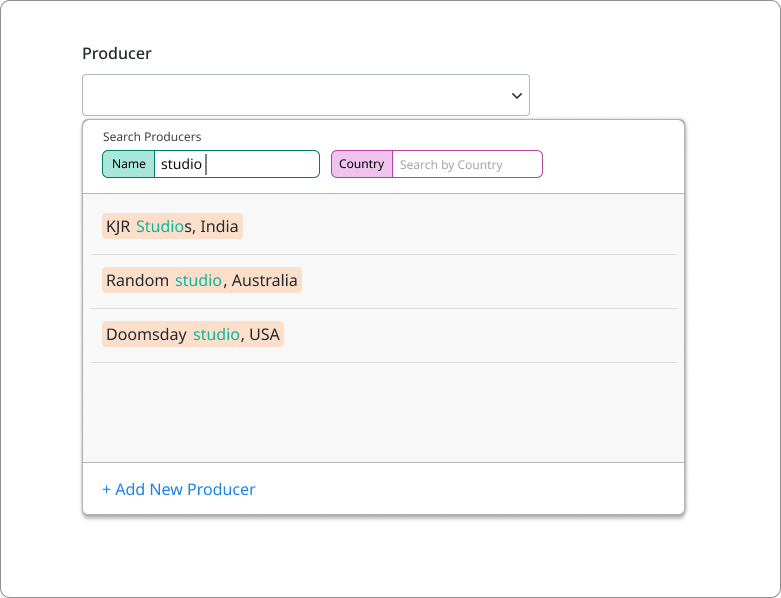 Producer
Search Producers
Name studio Country Search by Country
KJR Studios, India
Random studio, Australia
Doomsday studio, USA
+ Add New Producer